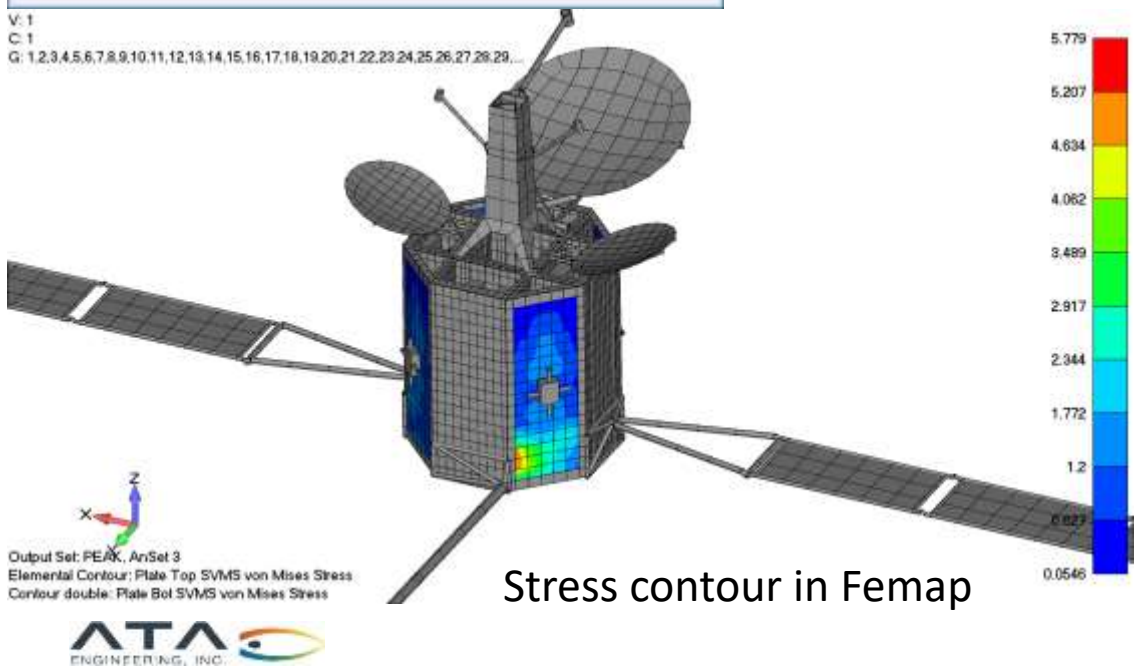 V: 1
C: 1
G: 1,2,3,4,5,6,7,8,9,10,11,12,13,14,15,16,17,18,19,20,21,22,23,24,25,26,27,28,29,...
5.779
5.207
4.634
4.062
3.489
2.917
2.344
1.772
1.2
0.627
0.0546
Z
X
Y
Output Set: PEAK, AnSet 3
Elemental Contour: Plate Top SVMS von Mises Stress
Contour double: Plate Bot SVMS von Mises Stress
Stress contour in Femap
ATA
ENGINEERING, INC.